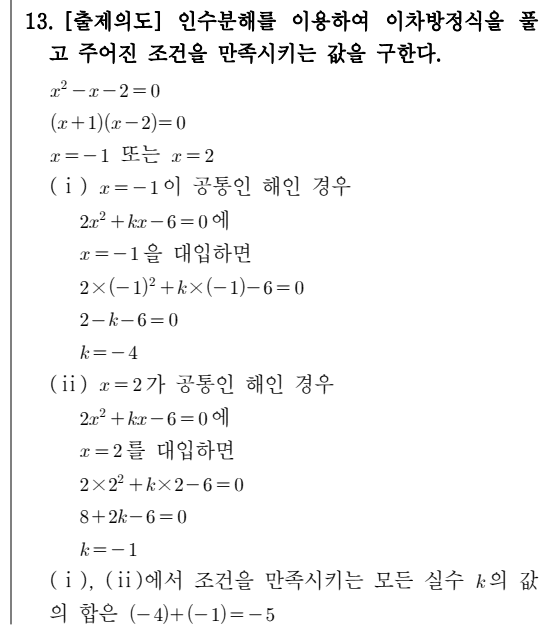 13. [출제의도] 인수분해를 이용하여 이차방정식을 풀
고 주어진 조건을 만족시키는 값을 구한다.
x² − x − 2 = 0
(x + 1)(x − 2) = 0
x = − 1 또는 x = 2
(ⅰ) x = − 1이 공통인 해인 경우
2x² + kx − 6 = 0에
x = − 1을 대입하면
2×(− 1)² + k×(− 1) − 6 = 0
2 − k − 6 = 0
k = − 4
(ⅱ) x = 2가 공통인 해인 경우
2x² + kx − 6 = 0에
x = 2를 대입하면
2×2² + k×2 − 6 = 0
8 + 2k − 6 = 0
k = − 1
(ⅰ), (ⅱ)에서 조건을 만족시키는 모든 실수 k의 값
의 합은 (− 4) + (− 1) = − 5